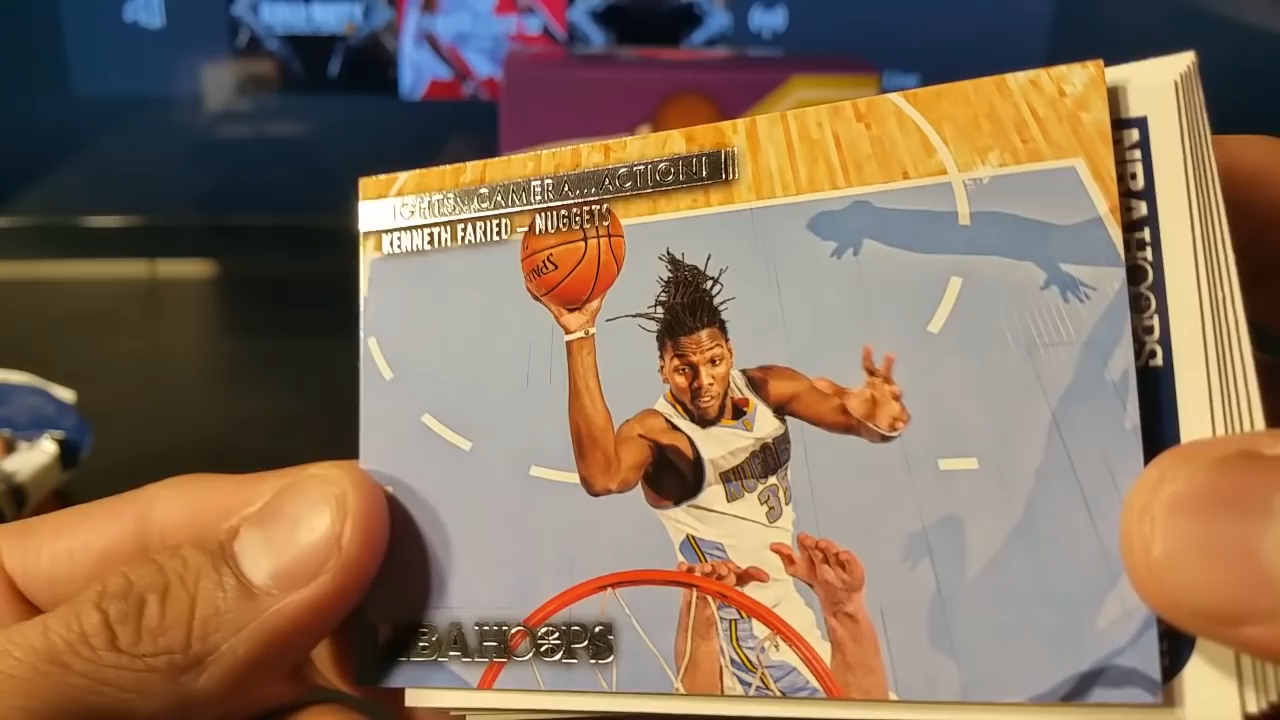 LIGHTS, CAMERA...ACTION!
KENNETH FARIED – NUGGETS
SPALDING
NUGGETS
35
NBA HOOPS
NBA HOOPS